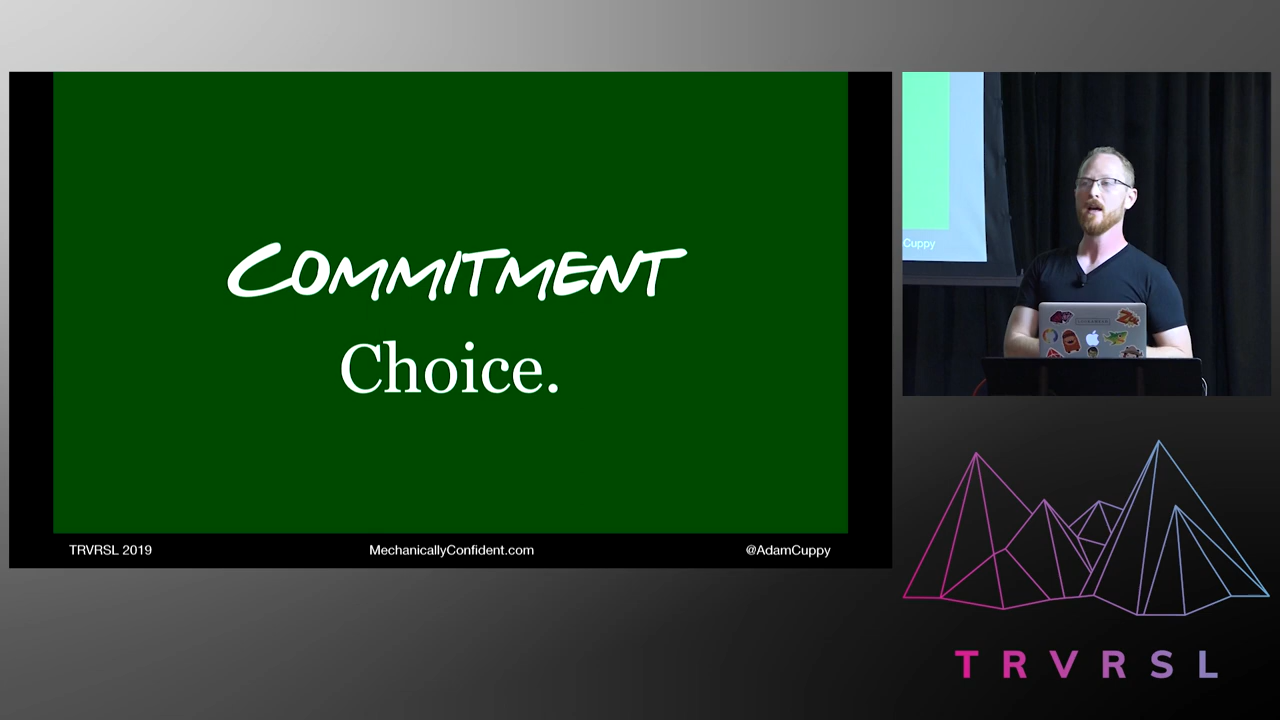 COMMITMENT
Choice.
TRVRSL 2019
MechanicallyConfident.com
@AdamCuppy
Cuppy
TRVRSL